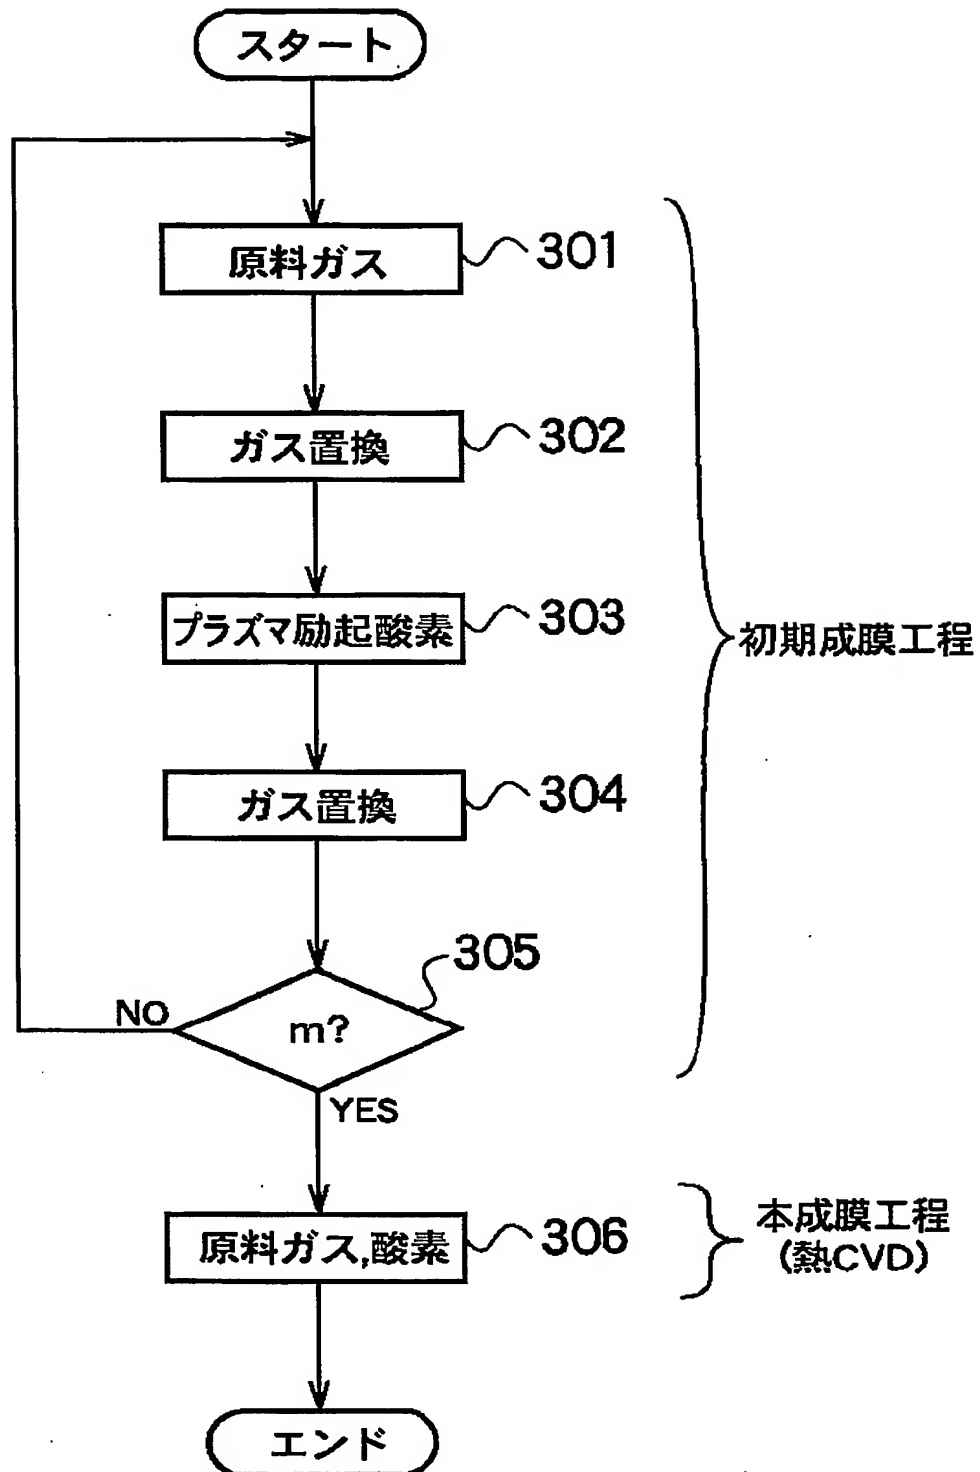 スタート
原料ガス
301
ガス置換
302
プラズマ励起酸素
303
初期成膜工程
ガス置換
304
305
NO
m?
YES
原料ガス,酸素
306
本成膜工程
(熱CVD)
エンド